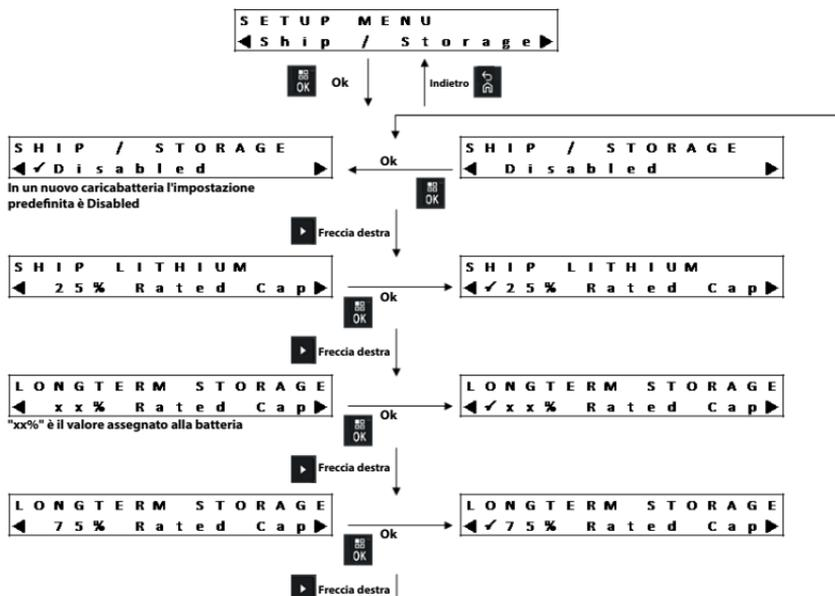 SETUP MENU
◀Ship / Storage▶
OK Ok Indietro
SHIP / STORAGE
◀✓Disabled ▶
Ok
OK
SHIP / STORAGE
◀ Disabled ▶
In un nuovo caricabatteria l'impostazione
predefinita è Disabled
Freccia destra
SHIP LITHIUM
◀ 25% Rated Cap▶
Ok
OK
SHIP LITHIUM
◀✓25% Rated Cap▶
Freccia destra
LONGTERM STORAGE
◀ xx% Rated Cap▶
Ok
OK
LONGTERM STORAGE
◀✓xx% Rated Cap▶
"xx%" è il valore assegnato alla batteria
Freccia destra
LONGTERM STORAGE
◀ 75% Rated Cap▶
Ok
OK
LONGTERM STORAGE
◀✓75% Rated Cap▶
Freccia destra